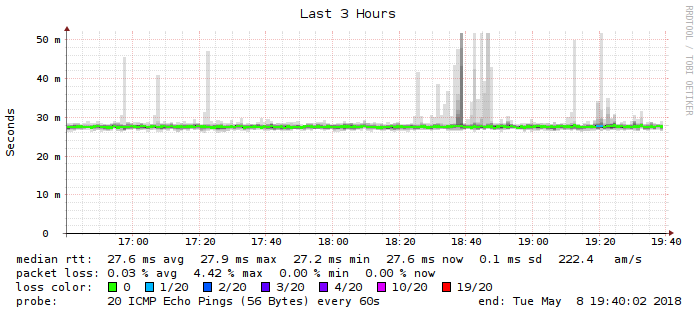 Last 3 Hours
RRDTOOL / TOBI OETIKER
Seconds
50 m
40 m
30 m
20 m
10 m
0
17:00 17:20 17:40 18:00 18:20 18:40 19:00 19:20 19:40
median rtt: 27.6 ms avg 27.9 ms max 27.2 ms min 27.6 ms now 0.1 ms sd 222.4 am/s
packet loss: 0.03 % avg 4.42 % max 0.00 % min 0.00 % now
loss color: 0 1/20 2/20 3/20 4/20 10/20 19/20
probe: 20 ICMP Echo Pings (56 Bytes) every 60s end: Tue May 8 19:40:02 2018